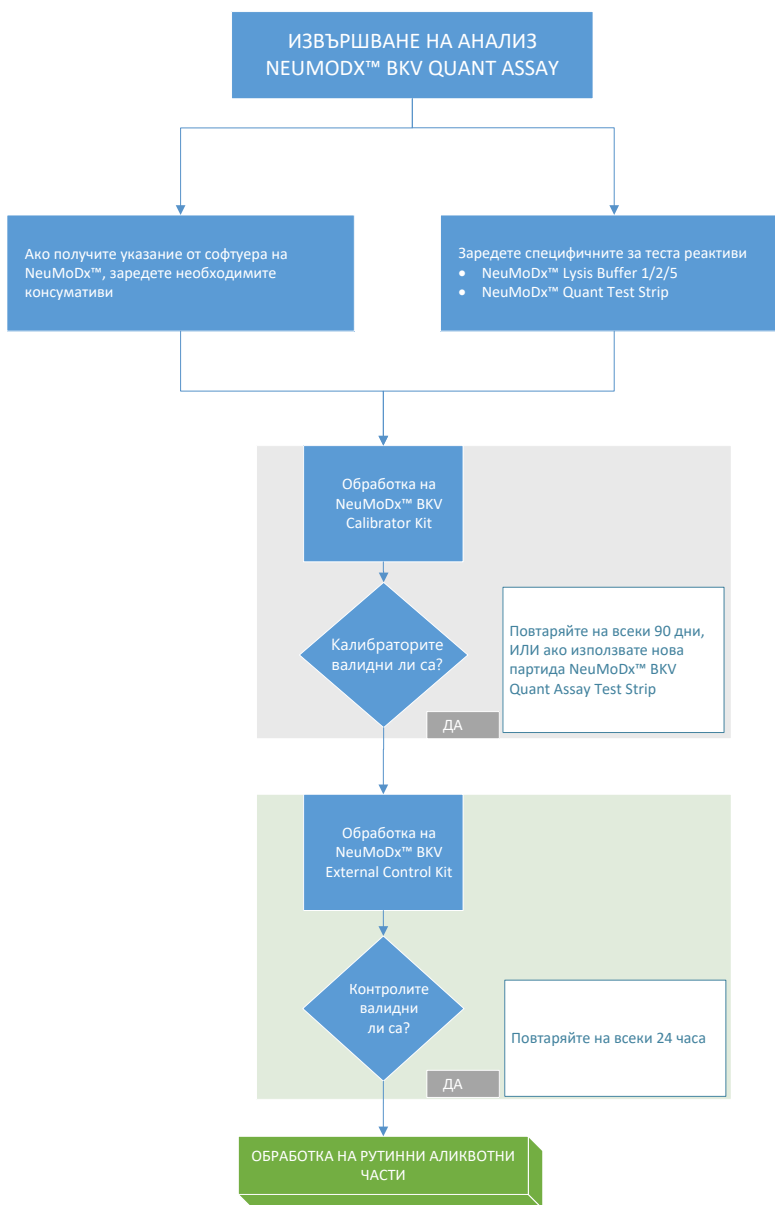 ИЗВЪРШВАНЕ НА АНАЛИЗ
NEUMODX™ BKV QUANT ASSAY
Ако получите указание от софтуера на
NeuMoDx™, заредете необходимите
консумативи
Заредете специфичните за теста реактиви
• NeuMoDx™ Lysis Buffer 1/2/5
• NeuMoDx™ Quant Test Strip
Обработка на
NeuMoDx™ BKV
Calibrator Kit
Калибраторите
валидни ли са?
Повтаряйте на всеки 90 дни,
ИЛИ ако използвате нова
партида NeuMoDx™ BKV
Quant Assay Test Strip
ДА
Обработка на
NeuMoDx™ BKV
External Control Kit
Контролите
валидни
ли са?
Повтаряйте на всеки 24 часа
ДА
ОБРАБОТКА НА РУТИННИ АЛИКВОТНИ
ЧАСТИ